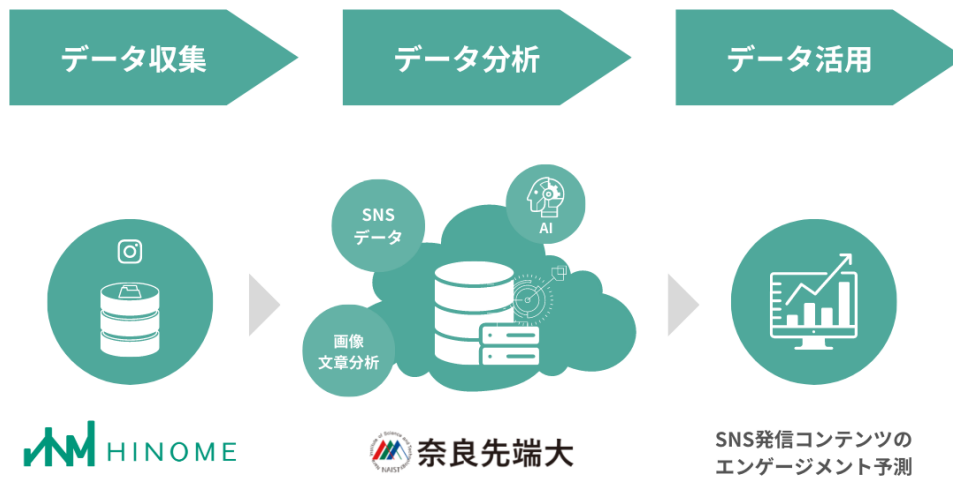 データ収集
データ分析
データ活用
SNS
データ
AI
画像
文章分析
HINOME
奈良先端大
NAIST
SNS発信コンテンツの
エンゲージメント予測